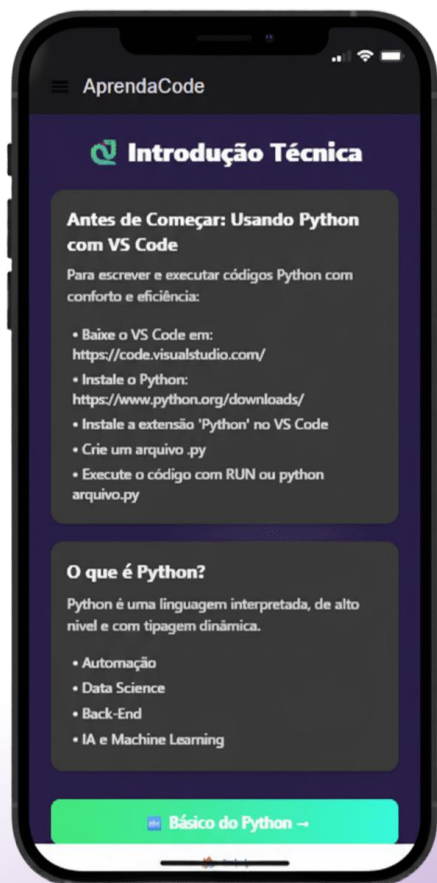 AprendaCode
Introdução Técnica
Antes de Começar: Usando Python
com VS Code
Para escrever e executar códigos Python com
conforto e eficiência:
• Baixe o VS Code em:
https://code.visualstudio.com/
• Instale o Python:
https://www.python.org/downloads/
• Instale a extensão 'Python' no VS Code
• Crie um arquivo .py
• Execute o código com RUN ou python
arquivo.py
O que é Python?
Python é uma linguagem interpretada, de alto
nível e com tipagem dinâmica.
• Automação
• Data Science
• Back-End
• IA e Machine Learning
Básico do Python →